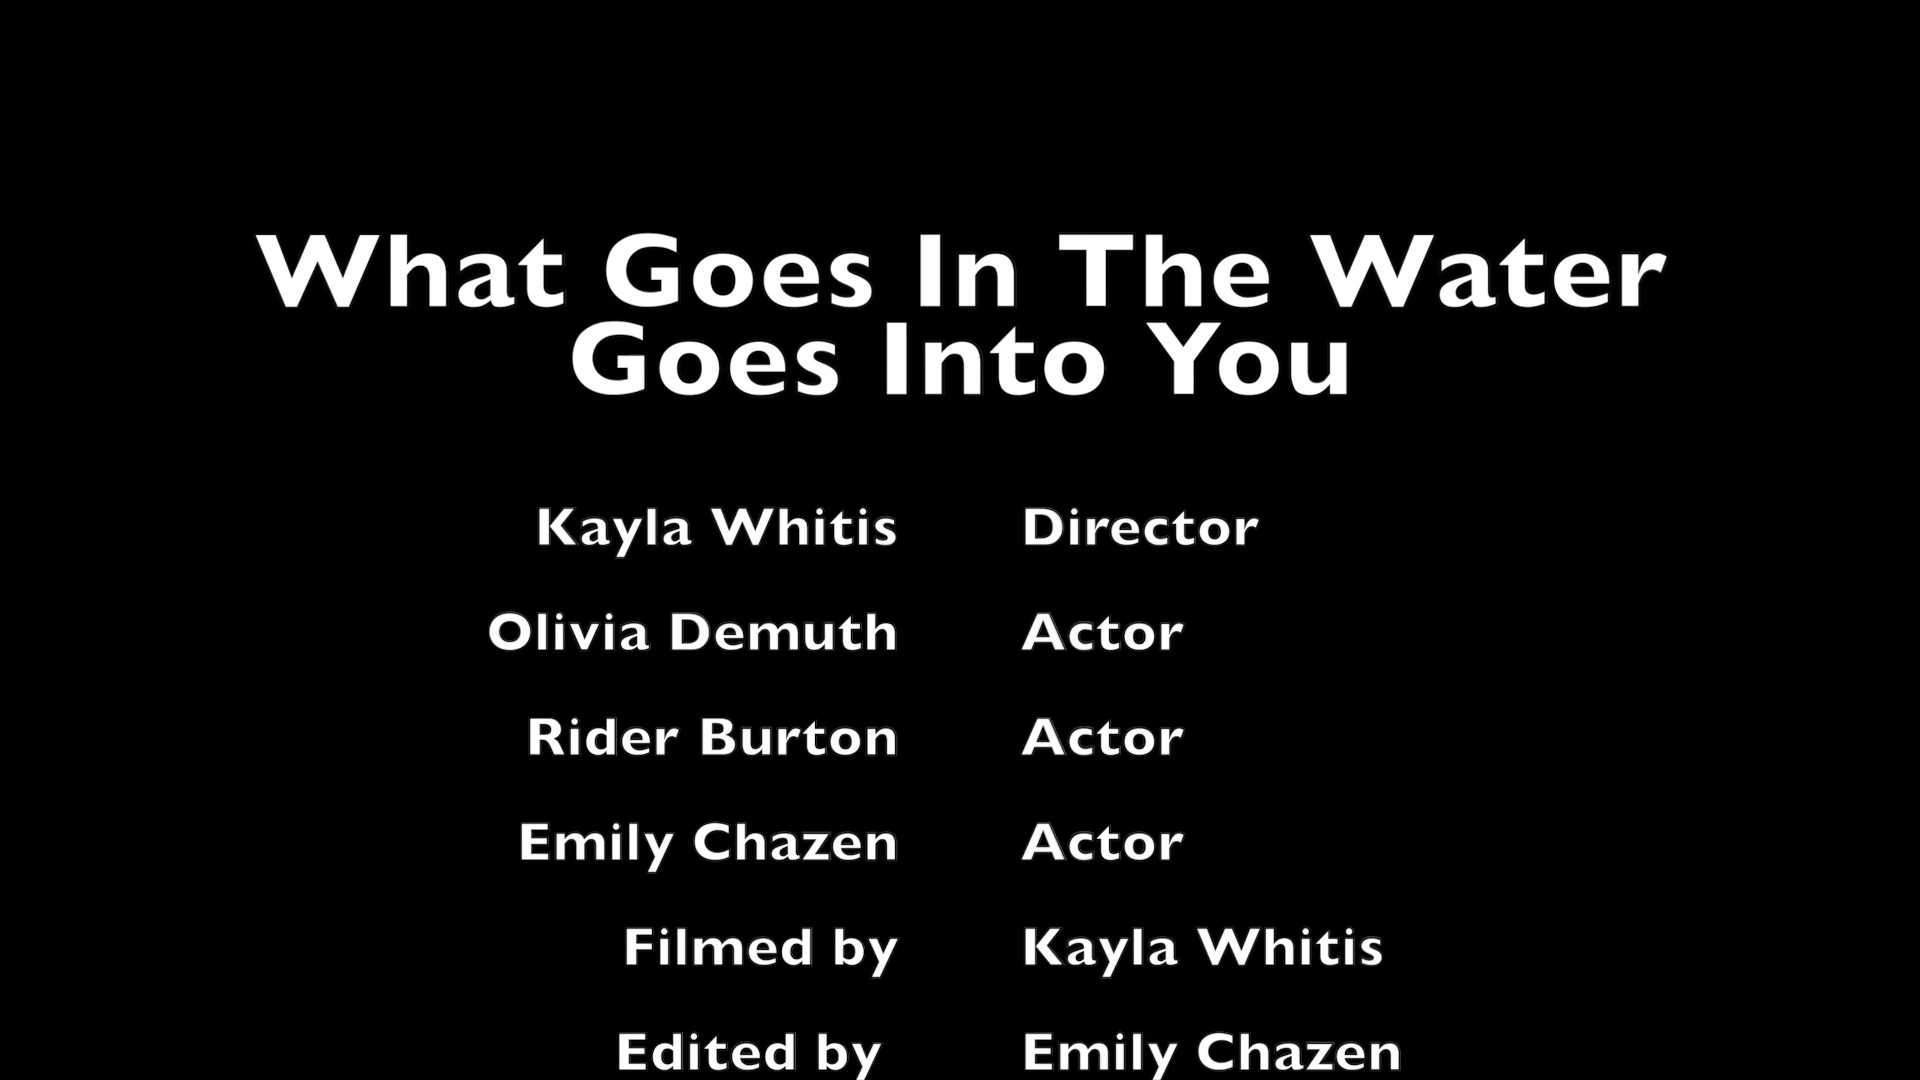 What Goes In The Water
Goes Into You
Kayla Whitis Director
Olivia Demuth Actor
Rider Burton Actor
Emily Chazen Actor
Filmed by Kayla Whitis
Edited by Emily Chazen